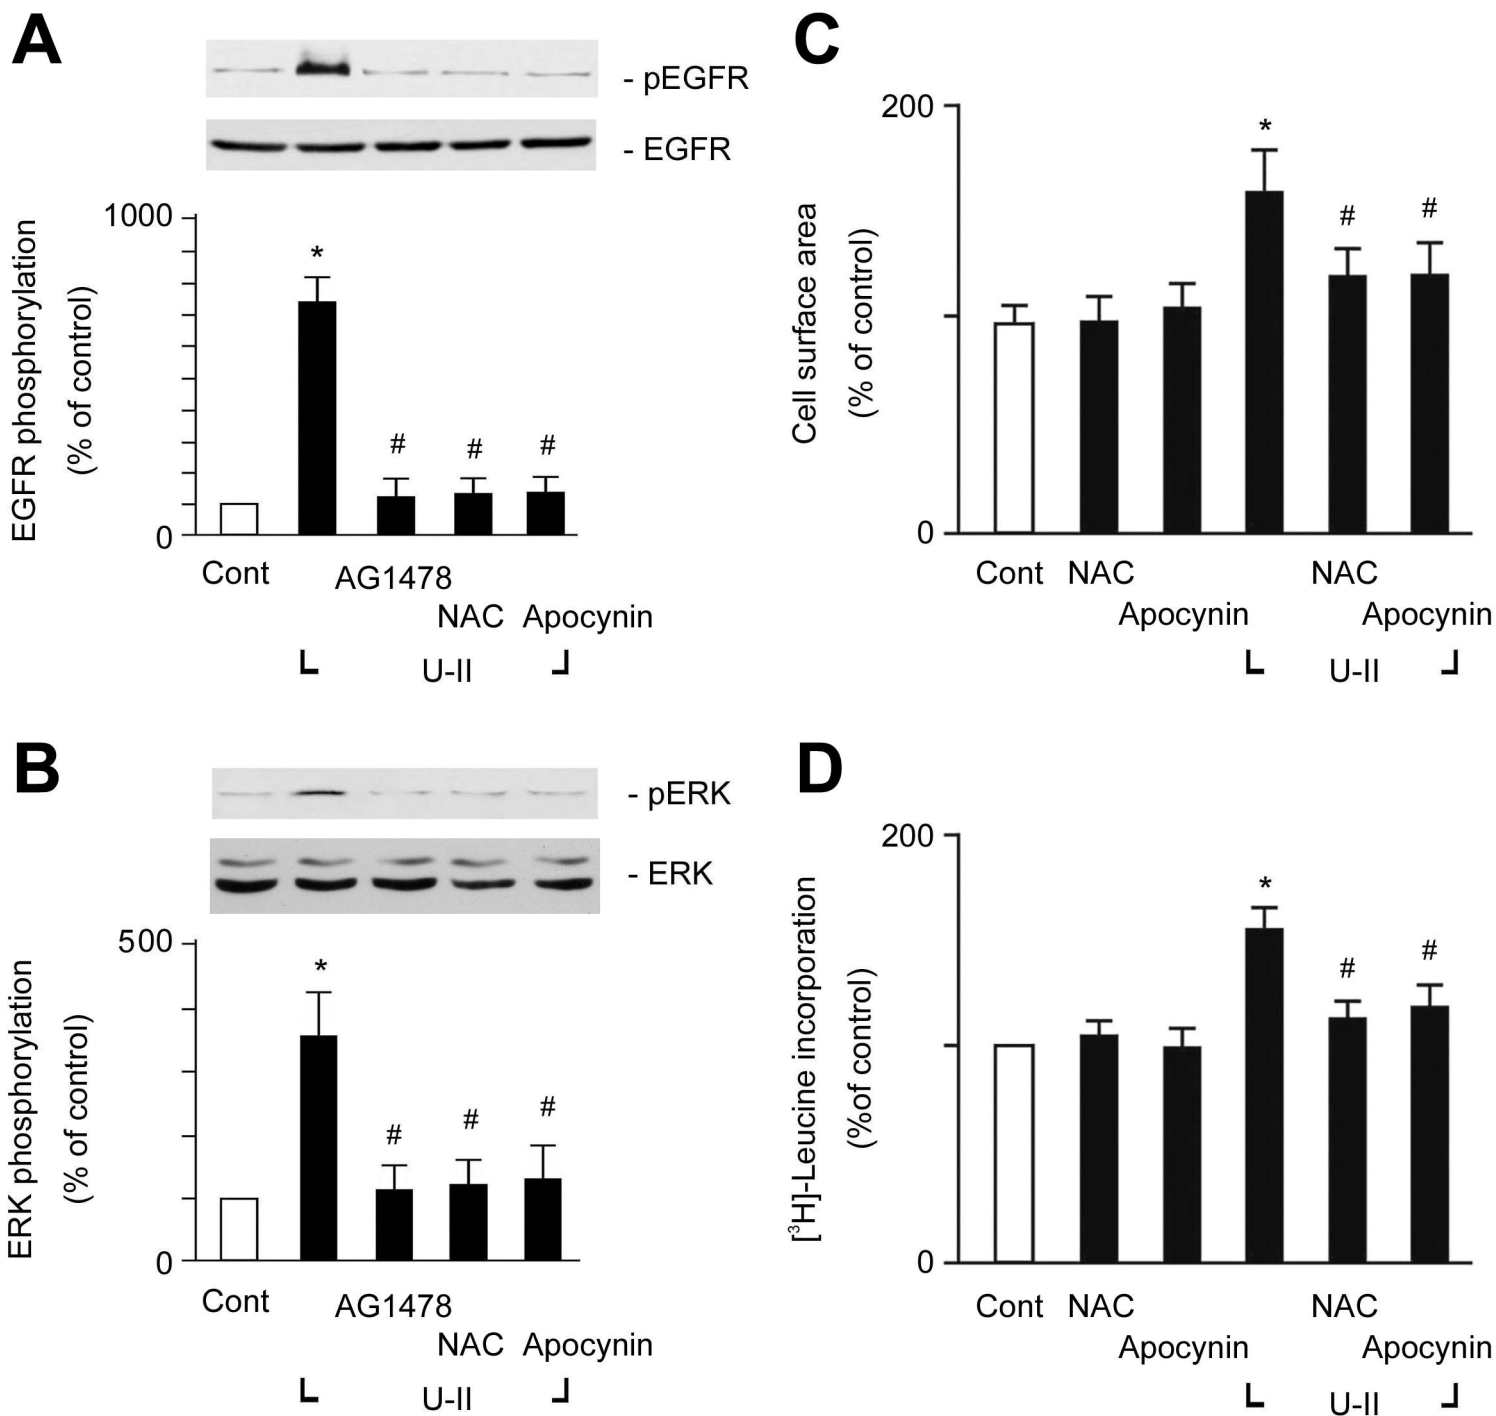 A
- pEGFR
- EGFR
EGFR phosphorylation
(% of control)
1000
*
#
#
#
0
Cont
AG1478
NAC
Apocynin
U-II
B
- pERK
- ERK
ERK phosphorylation
(% of control)
500
*
#
#
#
0
Cont
AG1478
NAC
Apocynin
U-II
C
Cell surface area
(% of control)
200
*
#
#
0
Cont
NAC
NAC
Apocynin
Apocynin
U-II
D
[³H]-Leucine incorporation
(%of control)
200
*
#
#
0
Cont
NAC
NAC
Apocynin
Apocynin
U-II